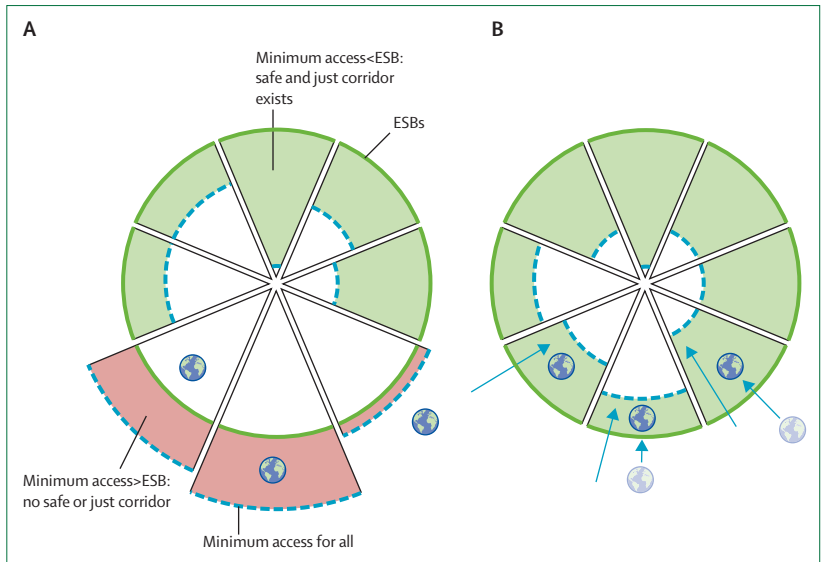 A
B
Minimum access<ESB:
safe and just corridor
exists
ESBs
Minimum access>ESB:
no safe or just corridor
Minimum access for all